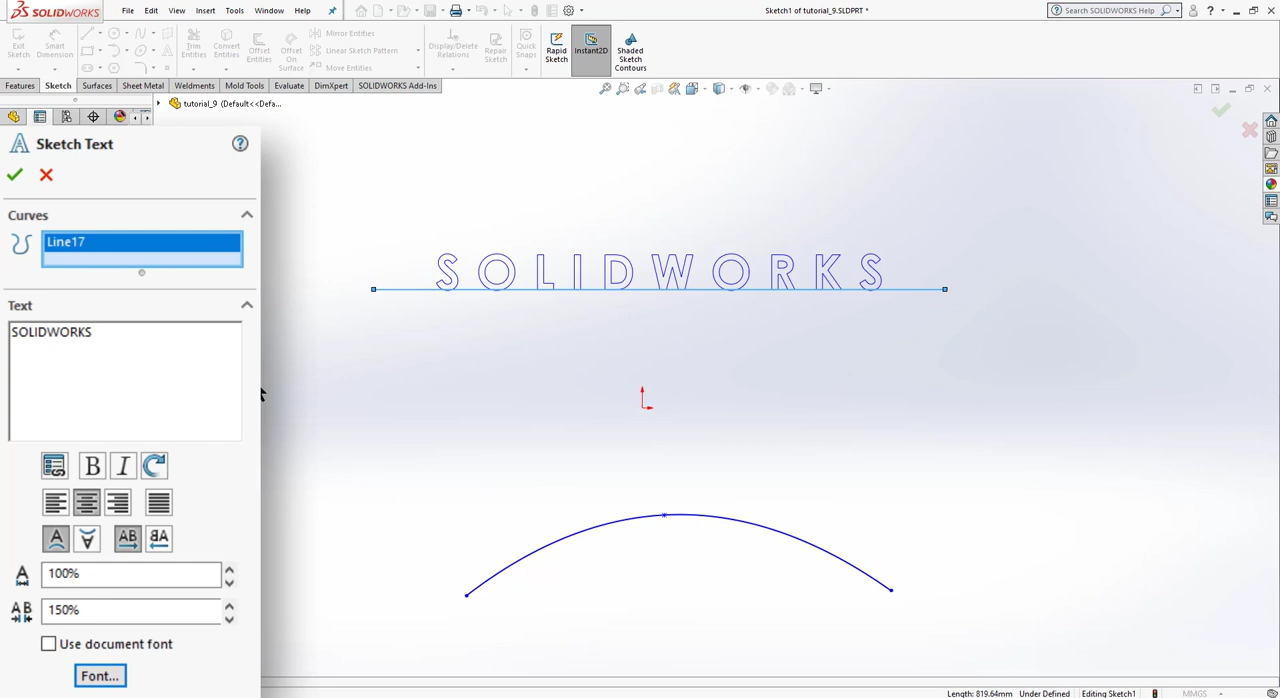 SOLIDWORKS File Edit View Insert Tools Window Help Sketch1 of tutorial_9.SLDPRT * Search SOLIDWORKS Help
Exit Sketch
Smart Dimension
Trim Entities
Convert Entities
Offset Entities
Offset On Surface
Mirror Entities
Linear Sketch Pattern
Move Entities
Display/Delete Relations
Repair Sketch
Quick Snaps
Rapid Sketch
Instant2D
Shaded Sketch Contours
Features Sketch Surfaces Sheet Metal Weldments Mold Tools Evaluate DimXpert SOLIDWORKS Add-Ins
tutorial_9 (Default<<Defa...
Sketch Text
Curves
Line17
Text
SOLIDWORKS
B I
AB
100%
AB 150%
Use document font
Font...
SOLIDWORKS
Length: 819.64mm Under Defined Editing Sketch1 MMGS